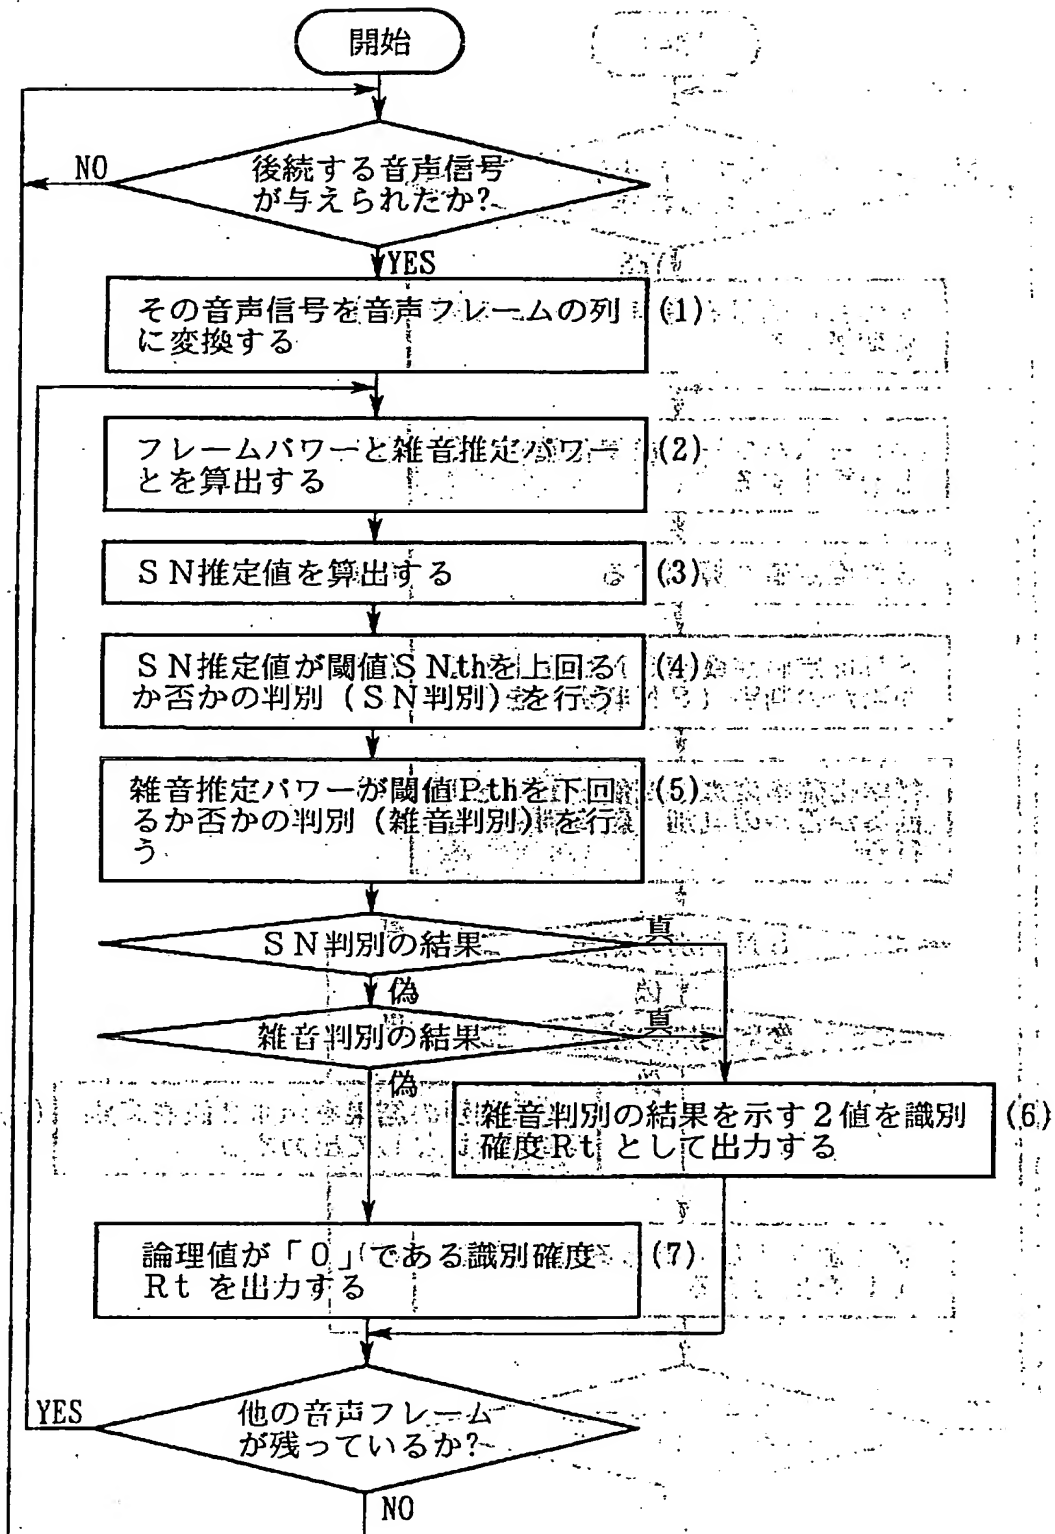 開始
後続する音声信号
が与えられたか?
NO
YES
その音声信号を音声フレームの列
に変換する
(1)
フレームパワーと雑音推定パワー
とを算出する
(2)
SN推定値を算出する
(3)
SN推定値が閾値SNthを上回る
か否かの判別(SN判別)を行う
(4)
雑音推定パワーが閾値Pthを下回
るか否かの判別(雑音判別)を行
う
(5)
SN判別の結果
真
偽
雑音判別の結果
真
偽
雑音判別の結果を示す2値を識別
確度Rtとして出力する
(6)
論理値が「0」である識別確度
Rtを出力する
(7)
他の音声フレーム
が残っているか?
YES
NO